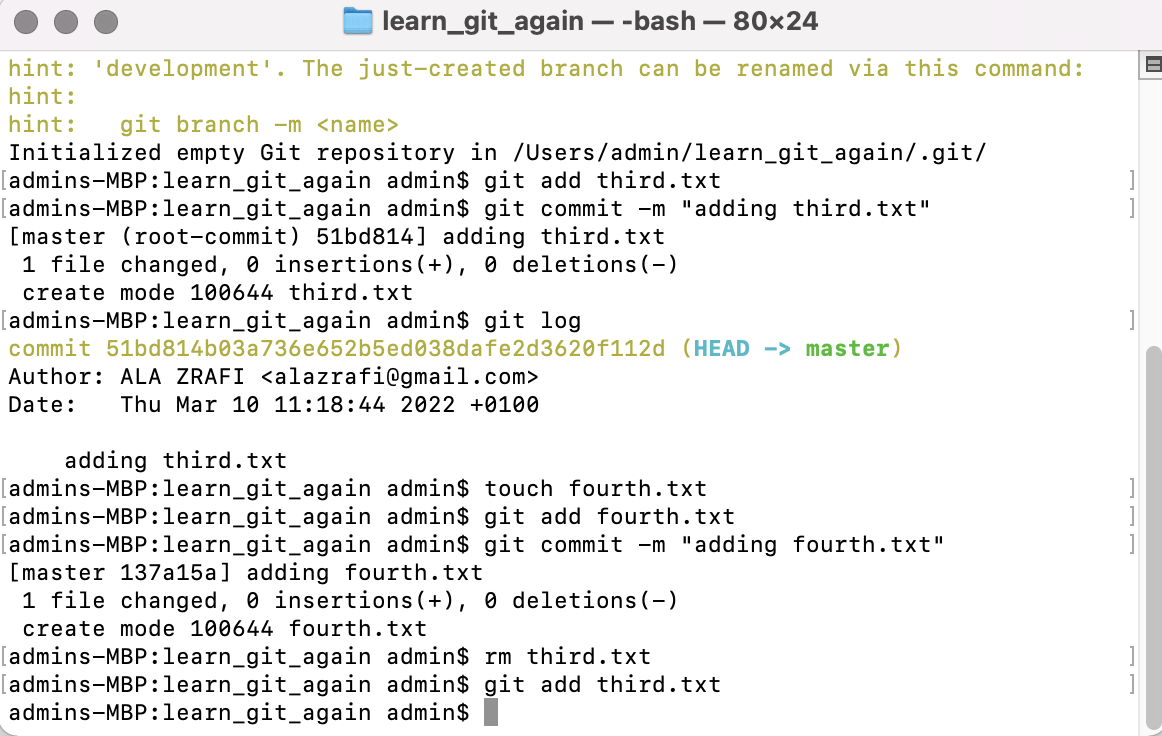 learn_git_again — -bash — 80×24
hint: 'development'. The just-created branch can be renamed via this command:
hint:
hint:   git branch -m <name>
Initialized empty Git repository in /Users/admin/learn_git_again/.git/
[admins-MBP:learn_git_again admin$ git add third.txt ]
[admins-MBP:learn_git_again admin$ git commit -m "adding third.txt" ]
[master (root-commit) 51bd814] adding third.txt
 1 file changed, 0 insertions(+), 0 deletions(-)
 create mode 100644 third.txt
[admins-MBP:learn_git_again admin$ git log ]
commit 51bd814b03a736e652b5ed038dafe2d3620f112d (HEAD -> master)
Author: ALA ZRAFI <alazrafi@gmail.com>
Date:   Thu Mar 10 11:18:44 2022 +0100

    adding third.txt
[admins-MBP:learn_git_again admin$ touch fourth.txt ]
[admins-MBP:learn_git_again admin$ git add fourth.txt ]
[admins-MBP:learn_git_again admin$ git commit -m "adding fourth.txt" ]
[master 137a15a] adding fourth.txt
 1 file changed, 0 insertions(+), 0 deletions(-)
 create mode 100644 fourth.txt
[admins-MBP:learn_git_again admin$ rm third.txt ]
[admins-MBP:learn_git_again admin$ git add third.txt ]
admins-MBP:learn_git_again admin$